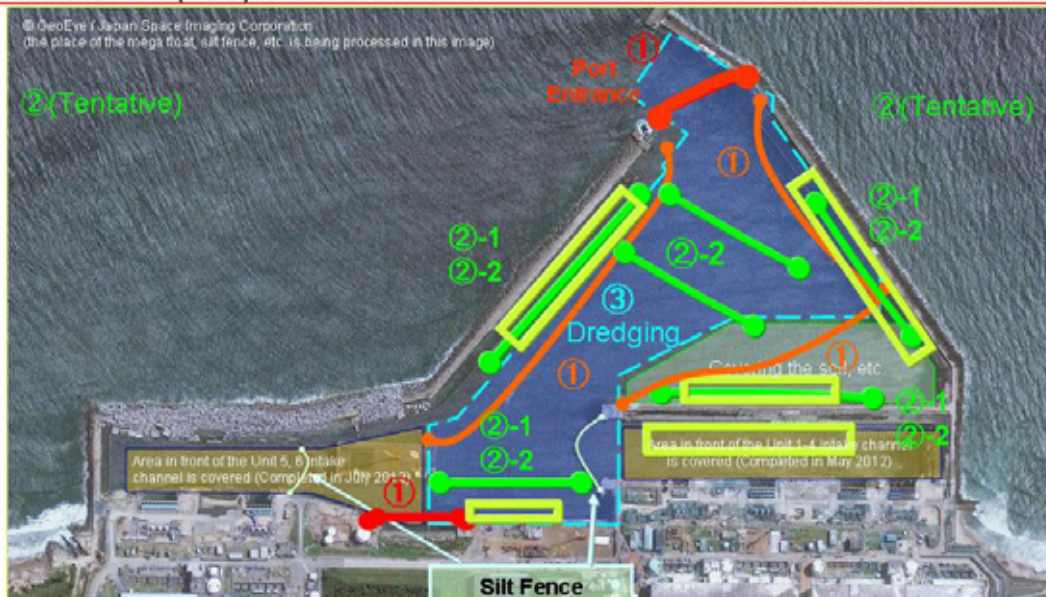 © GeoEye / Japan Space Imaging Corporation
(the place of the mega float, silt fence, etc. is being processed in this image)
②(Tentative)
②(Tentative)
①
Port
Entrance
①
②-1
②-2
②-1
②-2
②-2
③
Dredging
①
①
Covering the soil, etc
②-1
②-2
②-1
②-2
Area in front of the Unit 5, 6 intake
channel is covered (Completed in July 2012)
Area in front of the Unit 1-4 intake channel
is covered (Completed in May 2012)
①
Silt Fence